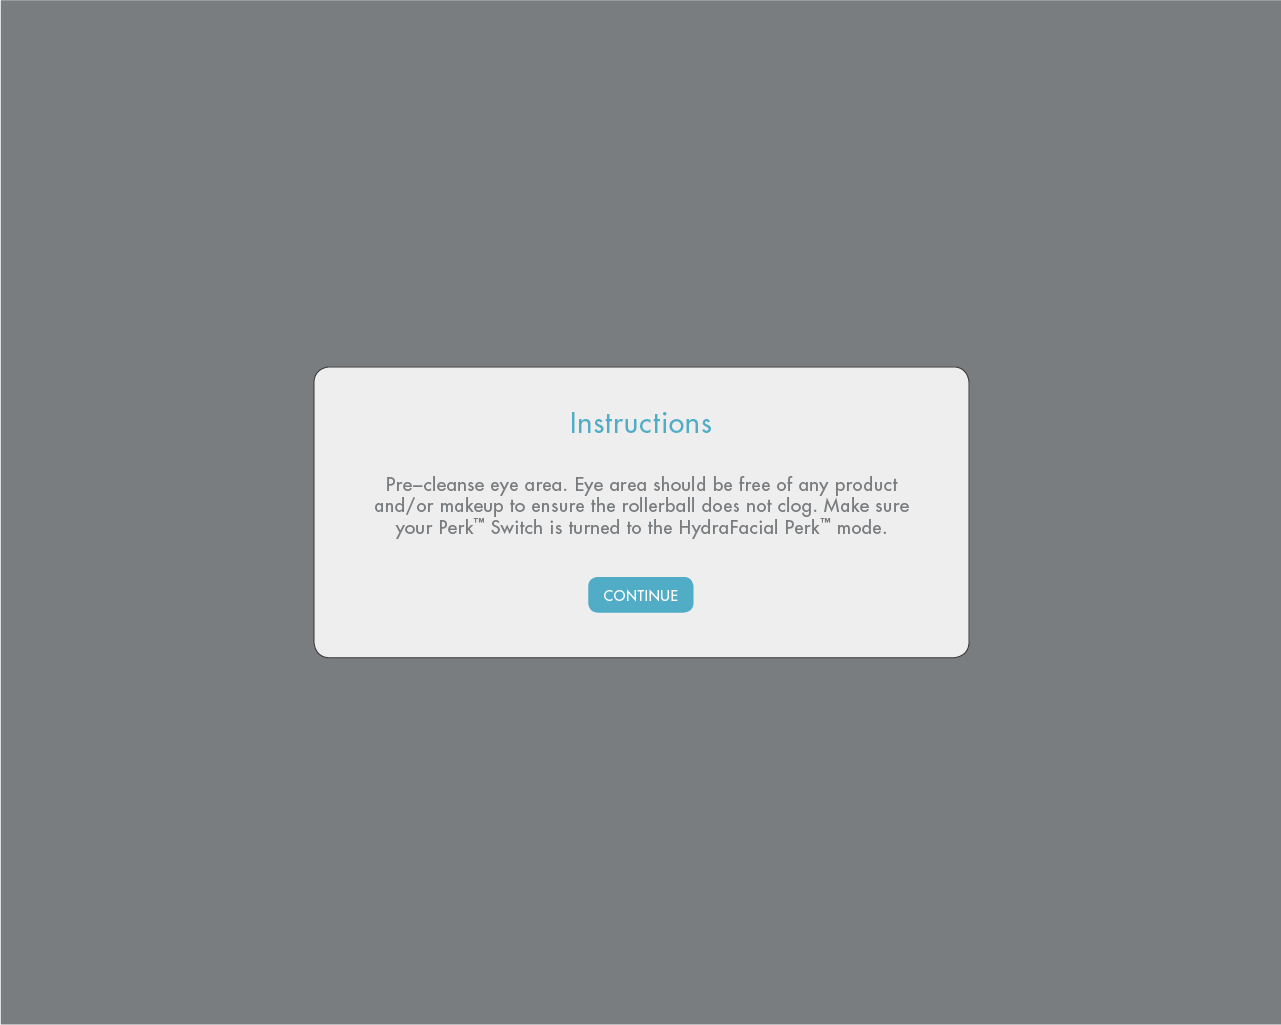 Instructions
Pre–cleanse eye area. Eye area should be free of any product
and/or makeup to ensure the rollerball does not clog. Make sure
your Perk™ Switch is turned to the HydraFacial Perk™ mode.
CONTINUE